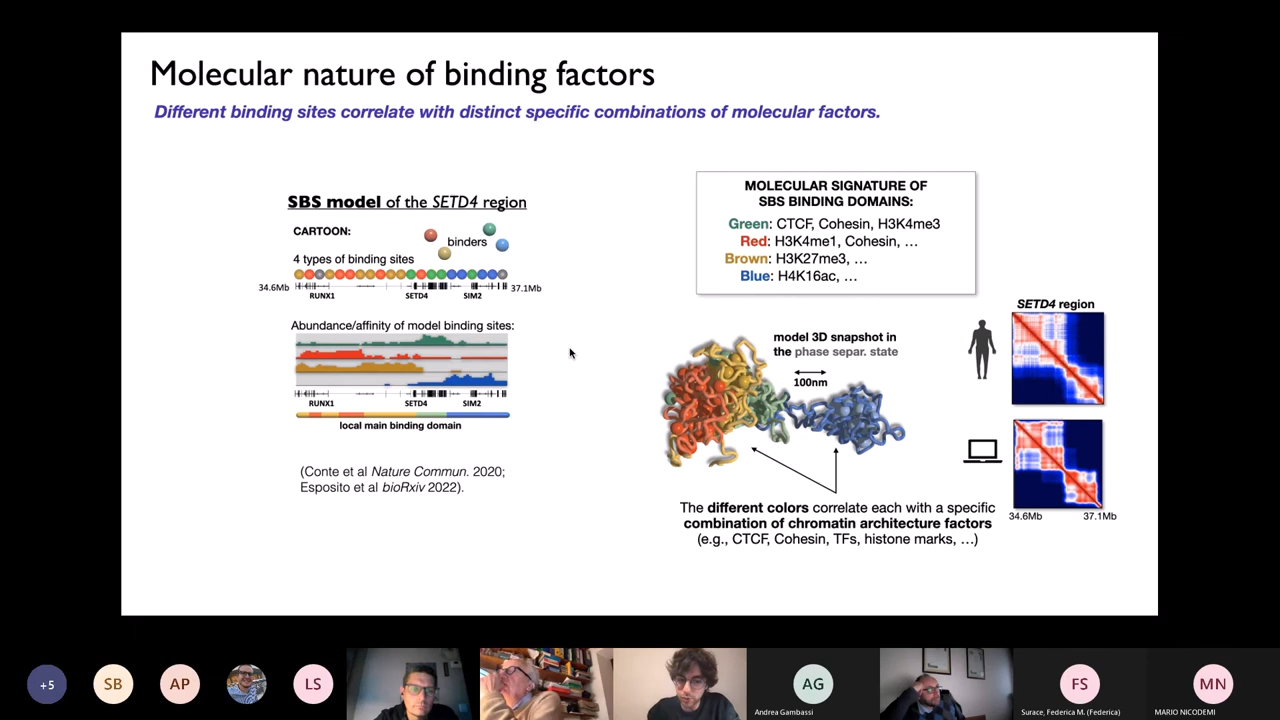 Molecular nature of binding factors
Different binding sites correlate with distinct specific combinations of molecular factors.
SBS model of the SETD4 region
CARTOON:
binders
4 types of binding sites
34.6Mb
37.1Mb
RUNX1
SETD4
SIM2
Abundance/affinity of model binding sites:
RUNX1
SETD4
SIM2
local main binding domain
(Conte et al Nature Commun. 2020;
Esposito et al bioRxiv 2022).
MOLECULAR SIGNATURE OF
SBS BINDING DOMAINS:
Green: CTCF, Cohesin, H3K4me3
Red: H3K4me1, Cohesin, …
Brown: H3K27me3, …
Blue: H4K16ac, …
SETD4 region
model 3D snapshot in
the phase separ. state
100nm
34.6Mb
37.1Mb
The different colors correlate each with a specific
combination of chromatin architecture factors
(e.g., CTCF, Cohesin, TFs, histone marks, …)
+5
SB
AP
LS
AG
Andrea Gambassi
FS
Surace, Federica M. (Federica)
MN
MARIO NICODEMI